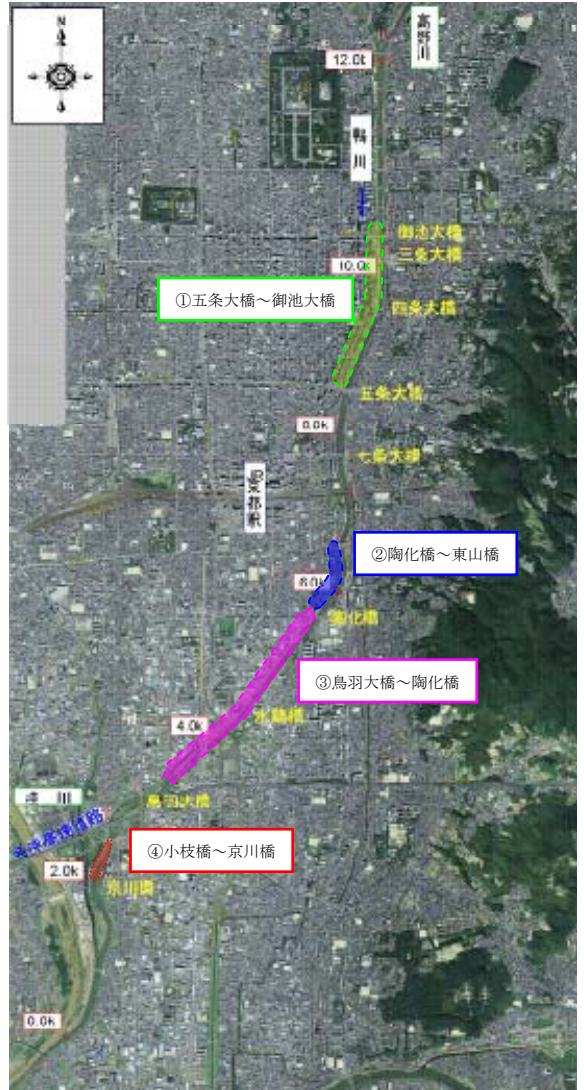 N
高野川
12.0k
鴨川
御池大橋
三条大橋
10.0k
①五条大橋～御池大橋
四条大橋
五条大橋
8.0k
七条大橋
京都駅
②陶化橋～東山橋
6.0k
陶化橋
③鳥羽大橋～陶化橋
水鶏橋
4.0k
鳥羽大橋
④小枝橋～京川橋
2.0k
京川橋
0.0k